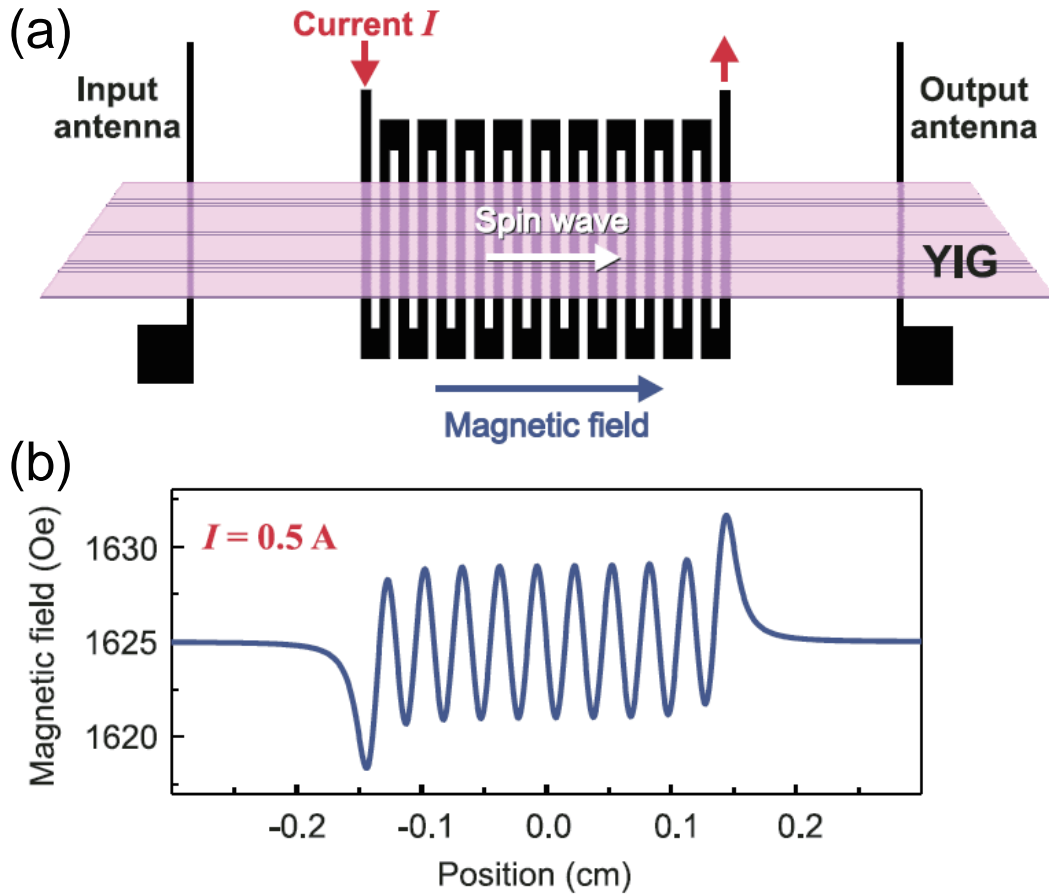 (a)
Current I
Input
antenna
Output
antenna
Spin wave
YIG
Magnetic field
(b)
Magnetic field (Oe)
I = 0.5 A
1630
1625
1620
-0.2
-0.1
0.0
0.1
0.2
Position (cm)